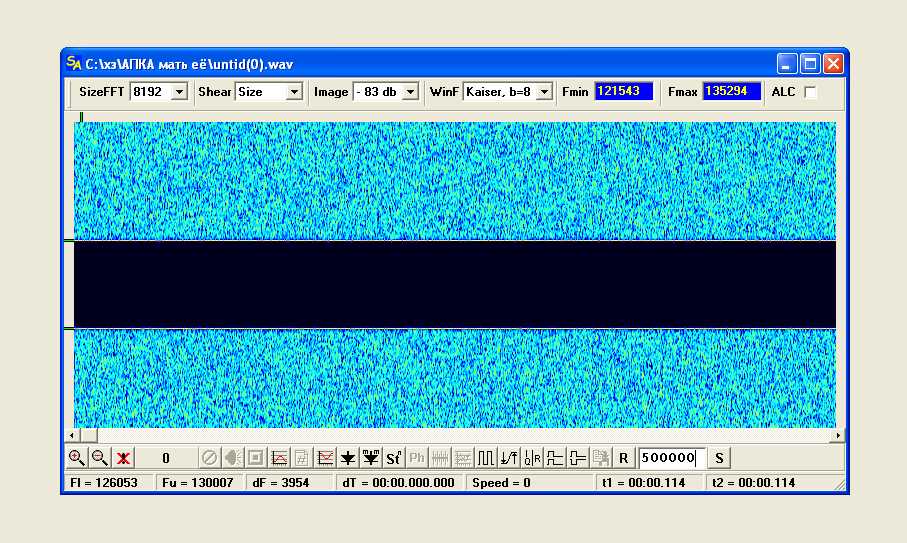 SA C:\хз\АПКА мать её\untid(0).wav
SizeFFT 8192 Shear Size Image - 83 db WinF Kaiser, b=8 Fmin 121543 Fmax 135294 ALC
0 St Ph I Q R R 500000 S
Fl = 126053 Fu = 130007 dF = 3954 dT = 00:00.000.000 Speed = 0 t1 = 00:00.114 t2 = 00:00.114